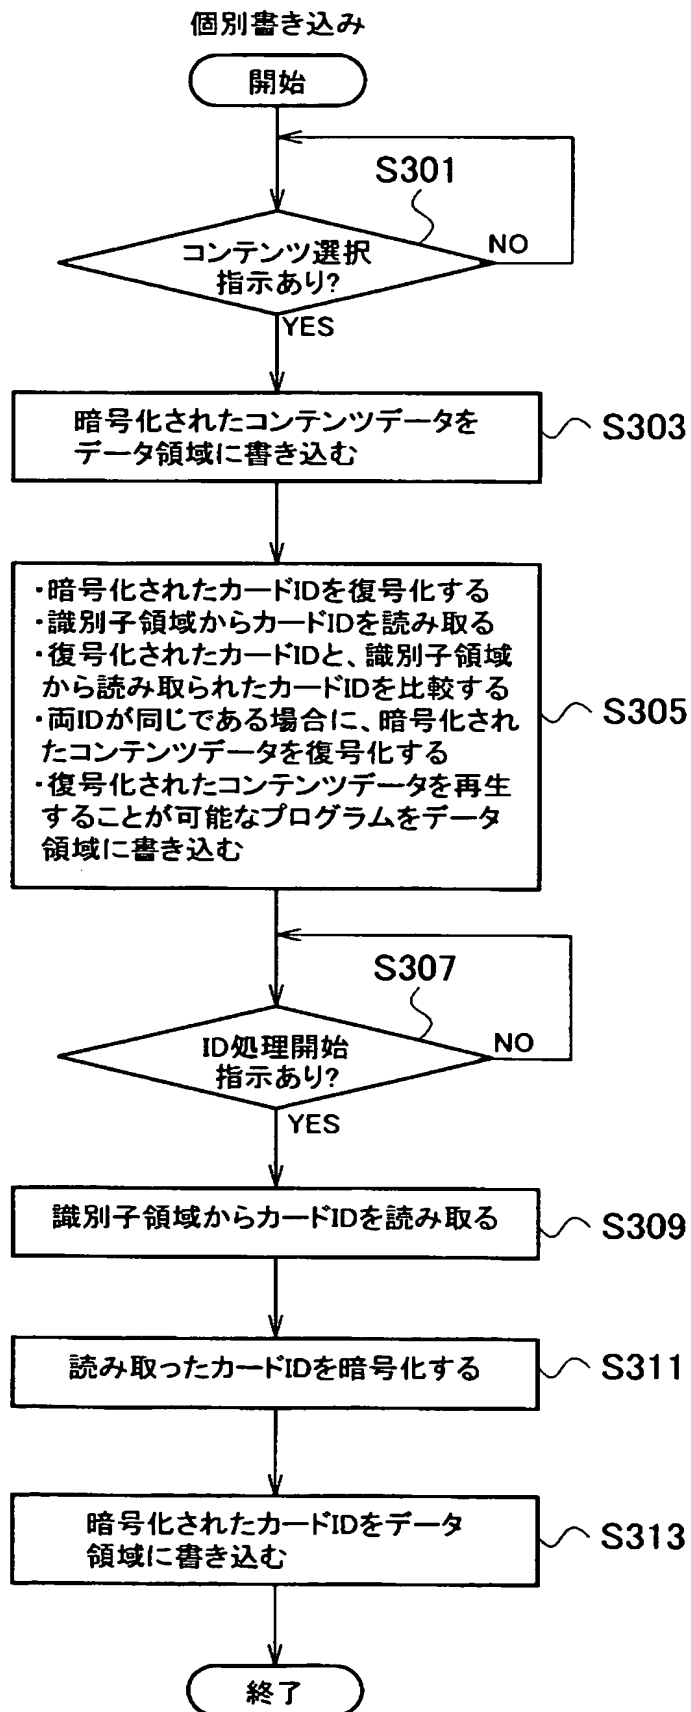 個別書き込み
開始
S301
コンテンツ選択
指示あり?
NO
YES
暗号化されたコンテンツデータを
データ領域に書き込む
S303
・暗号化されたカードIDを復号化する
・識別子領域からカードIDを読み取る
・復号化されたカードIDと、識別子領域
から読み取られたカードIDを比較する
・両IDが同じである場合に、暗号化され
たコンテンツデータを復号化する
・復号化されたコンテンツデータを再生
することが可能なプログラムをデータ
領域に書き込む
S305
S307
ID処理開始
指示あり?
NO
YES
識別子領域からカードIDを読み取る
S309
読み取ったカードIDを暗号化する
S311
暗号化されたカードIDをデータ
領域に書き込む
S313
終了